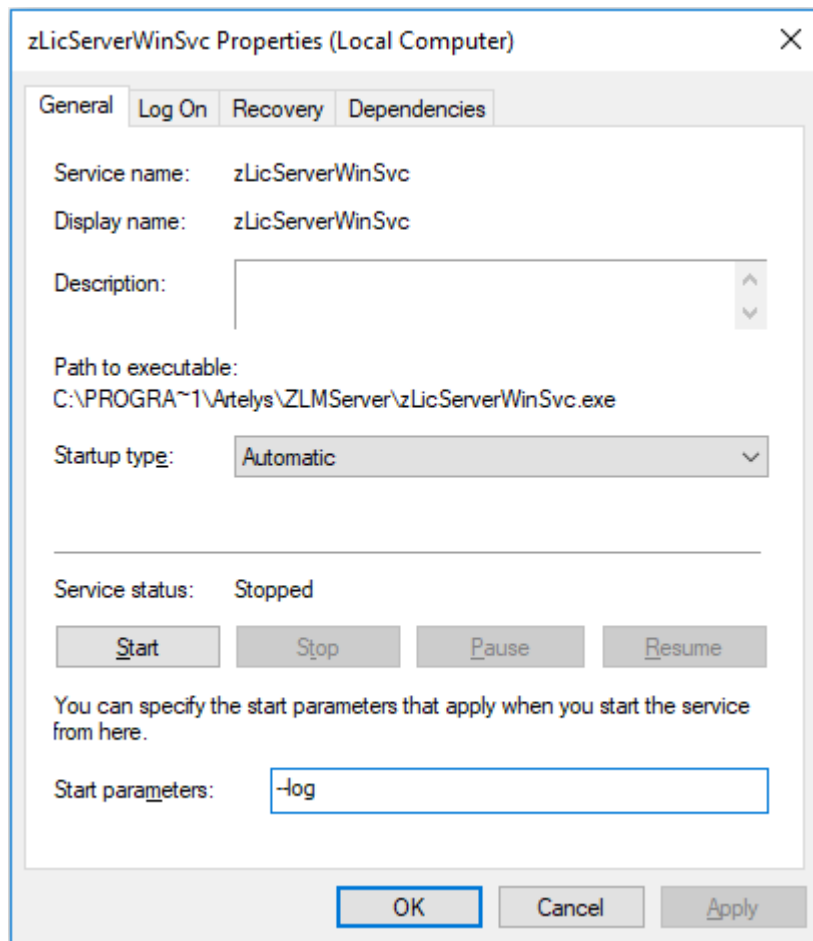 zLicServerWinSvc Properties (Local Computer)
General Log On Recovery Dependencies
Service name: zLicServerWinSvc
Display name: zLicServerWinSvc
Description:
Path to executable:
C:\PROGRA~1\Artelys\ZLMServer\zLicServerWinSvc.exe
Startup type: Automatic
Service status: Stopped
Start Stop Pause Resume
You can specify the start parameters that apply when you start the service
from here.
Start parameters: --log
OK Cancel Apply